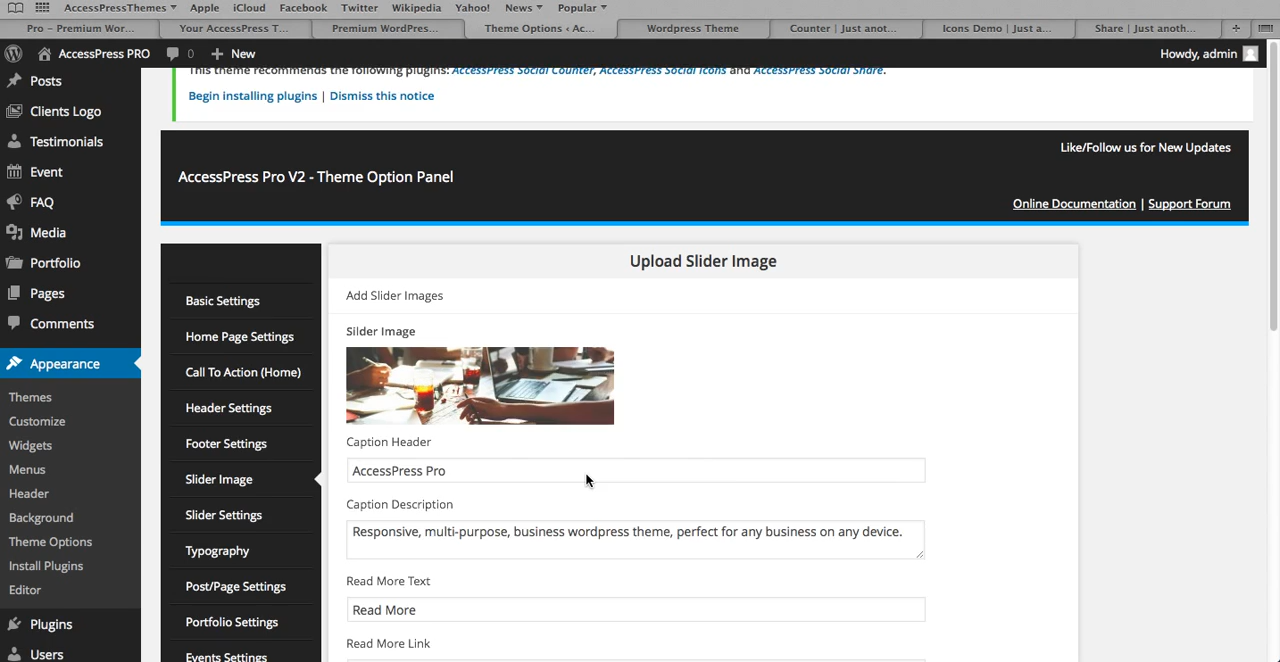 AccessPressThemes ▾ Apple iCloud Facebook Twitter Wikipedia Yahoo! News ▾ Popular ▾
Pro – Premium Wor... Your AccessPress T... Premium WordPres... Theme Options ‹ Ac... Wordpress Theme Counter | Just anot... Icons Demo | Just a... Share | Just anoth... +
AccessPress PRO 0 + New Howdy, admin
This theme recommends the following plugins: AccessPress Social Counter, AccessPress Social Icons and AccessPress Social Share.
Begin installing plugins | Dismiss this notice
Posts
Clients Logo
Testimonials
Event
FAQ
Media
Portfolio
Pages
Comments
Appearance
Themes
Customize
Widgets
Menus
Header
Background
Theme Options
Install Plugins
Editor
Plugins
Users
Like/Follow us for New Updates
AccessPress Pro V2 - Theme Option Panel
Online Documentation | Support Forum
Basic Settings
Home Page Settings
Call To Action (Home)
Header Settings
Footer Settings
Slider Image
Slider Settings
Typography
Post/Page Settings
Portfolio Settings
Events Settings
Upload Slider Image
Add Slider Images
Silder Image
Caption Header
AccessPress Pro
Caption Description
Responsive, multi-purpose, business wordpress theme, perfect for any business on any device.
Read More Text
Read More
Read More Link